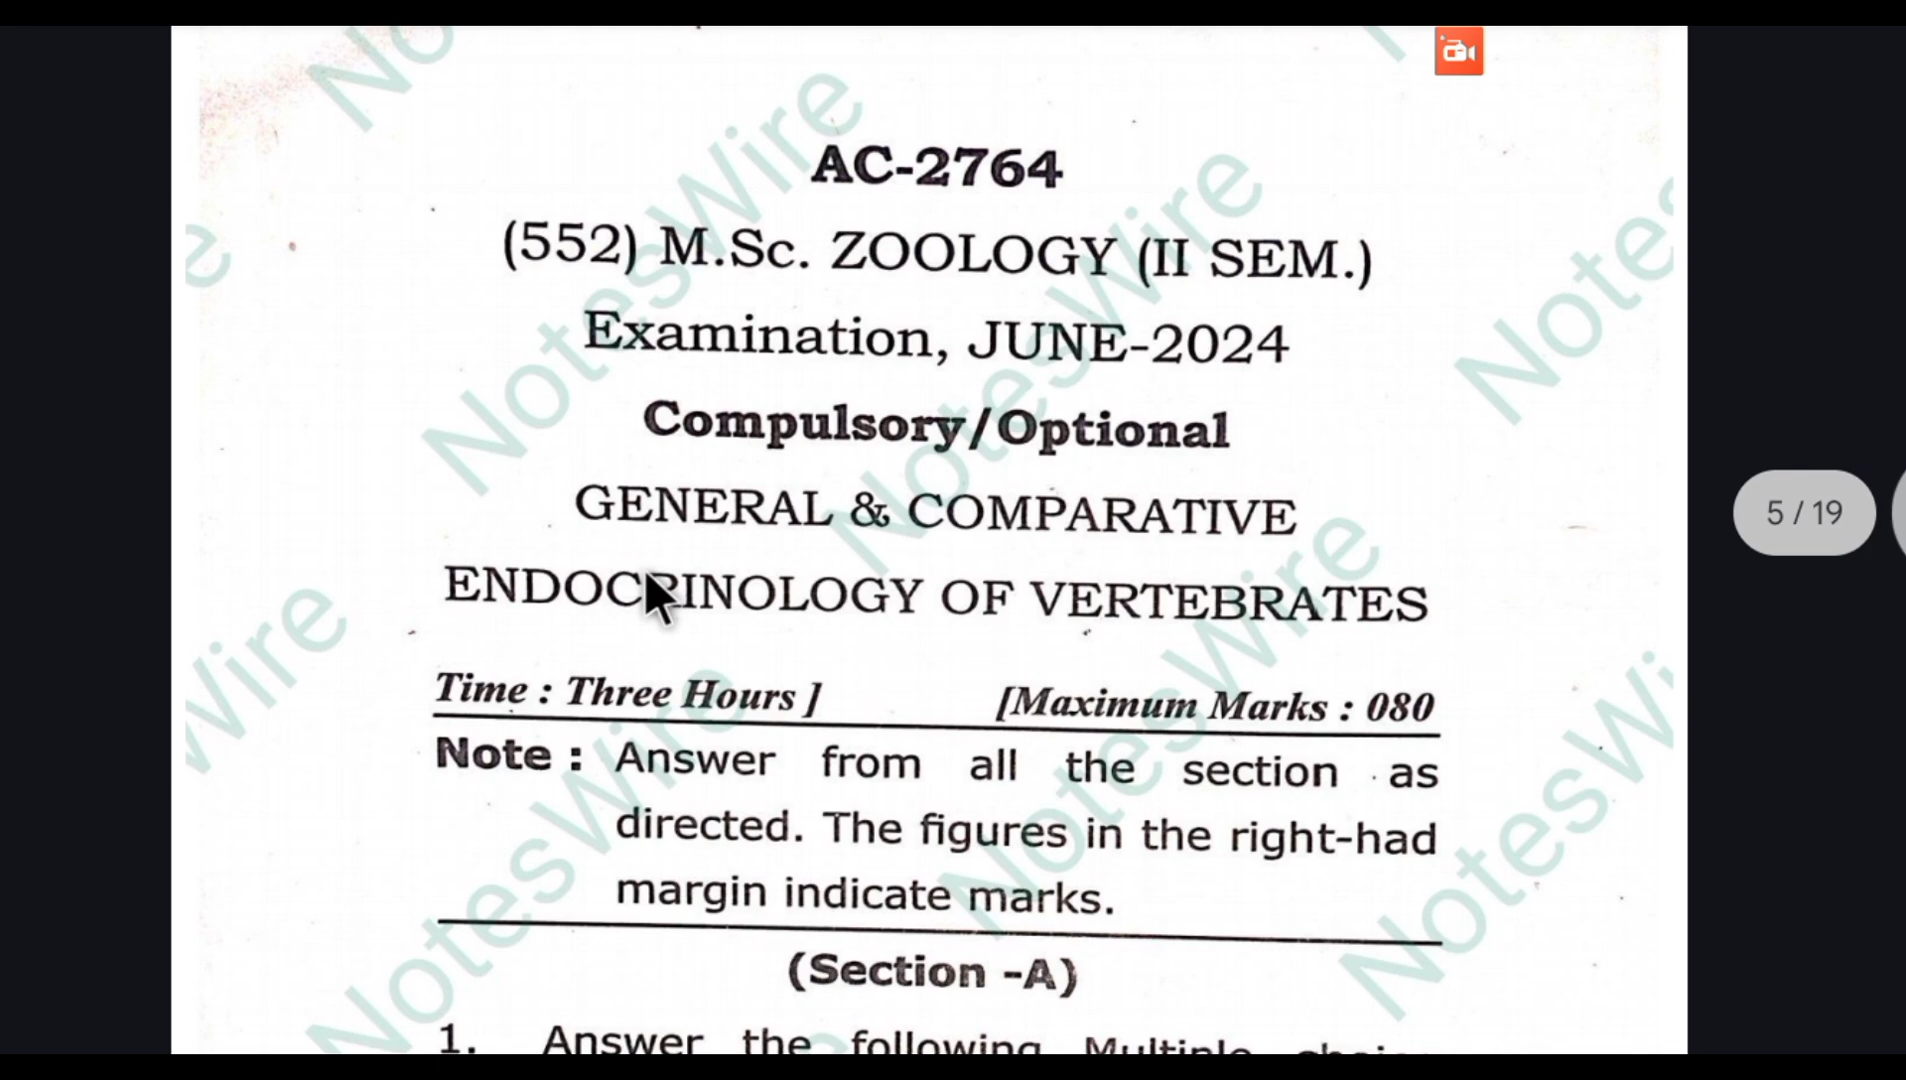 AC-2764
(552) M.Sc. ZOOLOGY (II SEM.)
Examination, JUNE-2024
Compulsory/Optional
GENERAL & COMPARATIVE
ENDOCRINOLOGY OF VERTEBRATES
Time : Three Hours ] [Maximum Marks : 080
Note : Answer from all the section as
directed. The figures in the right-had
margin indicate marks.
(Section -A)
1. Answer the following Multiple
5 / 19
NotesWire